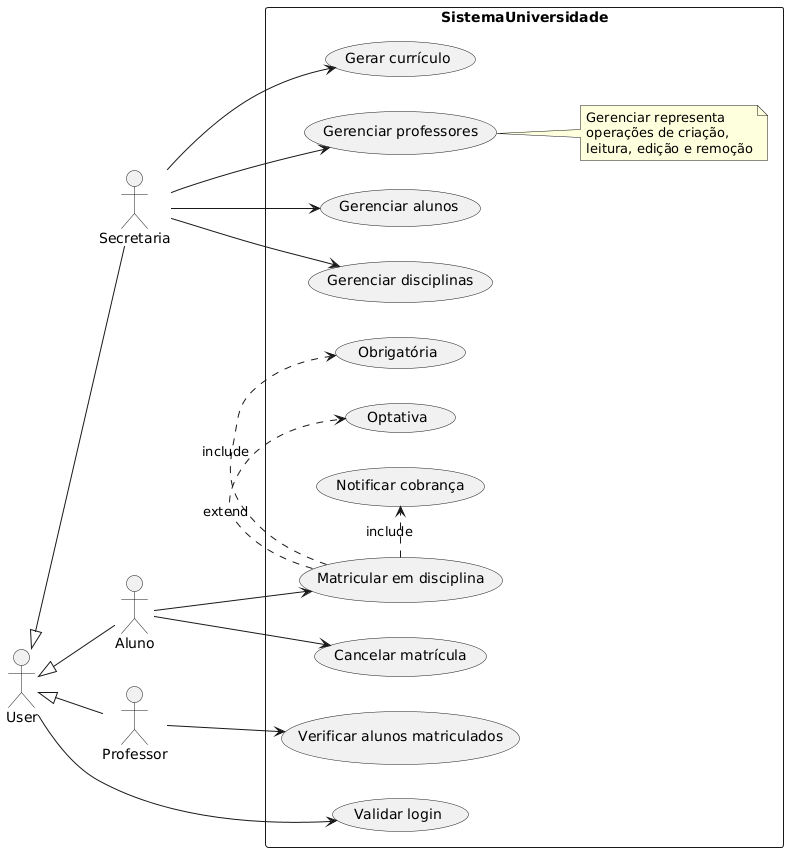 SistemaUniversidade
Gerar currículo
Gerenciar professores
Gerenciar representa
operações de criação,
leitura, edição e remoção
Secretaria
Gerenciar alunos
Gerenciar disciplinas
Obrigatória
Optativa
include
Notificar cobrança
extend
include
Matricular em disciplina
Aluno
Cancelar matrícula
User
Professor
Verificar alunos matriculados
Validar login